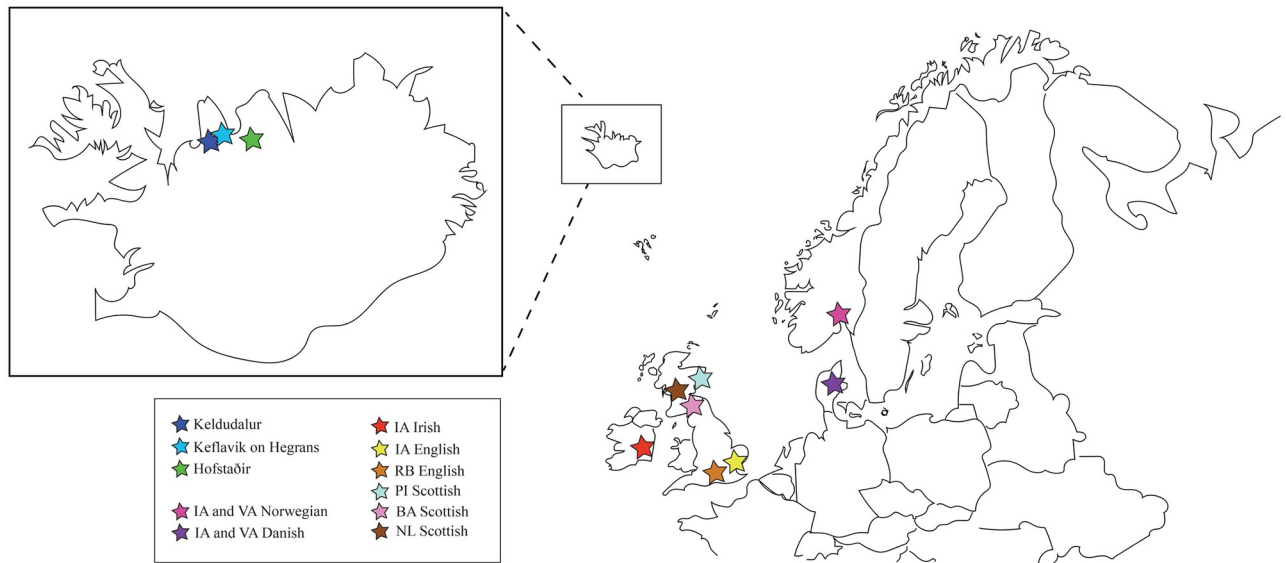 Keldudalur
Keflavik on Hegrans
Hofstaðir
IA and VA Norwegian
IA and VA Danish
IA Irish
IA English
RB English
PI Scottish
BA Scottish
NL Scottish